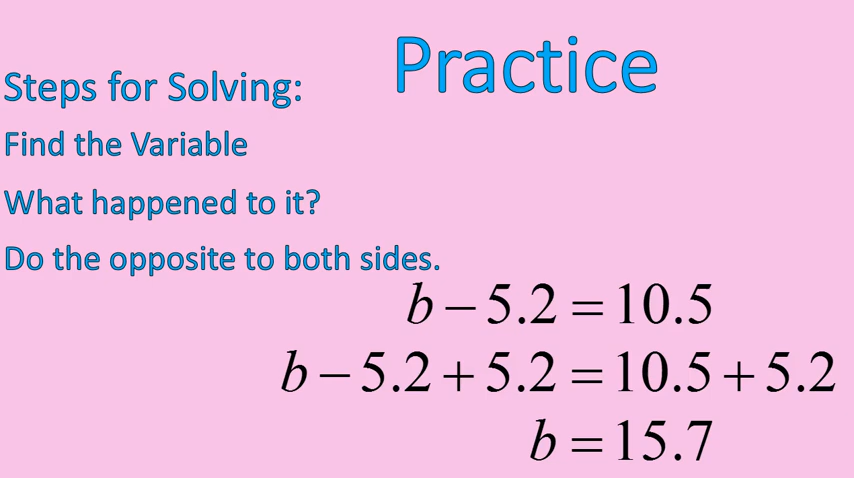 Practice
Steps for Solving:
Find the Variable
What happened to it?
Do the opposite to both sides.
b − 5.2 = 10.5
b − 5.2 + 5.2 = 10.5 + 5.2
b = 15.7